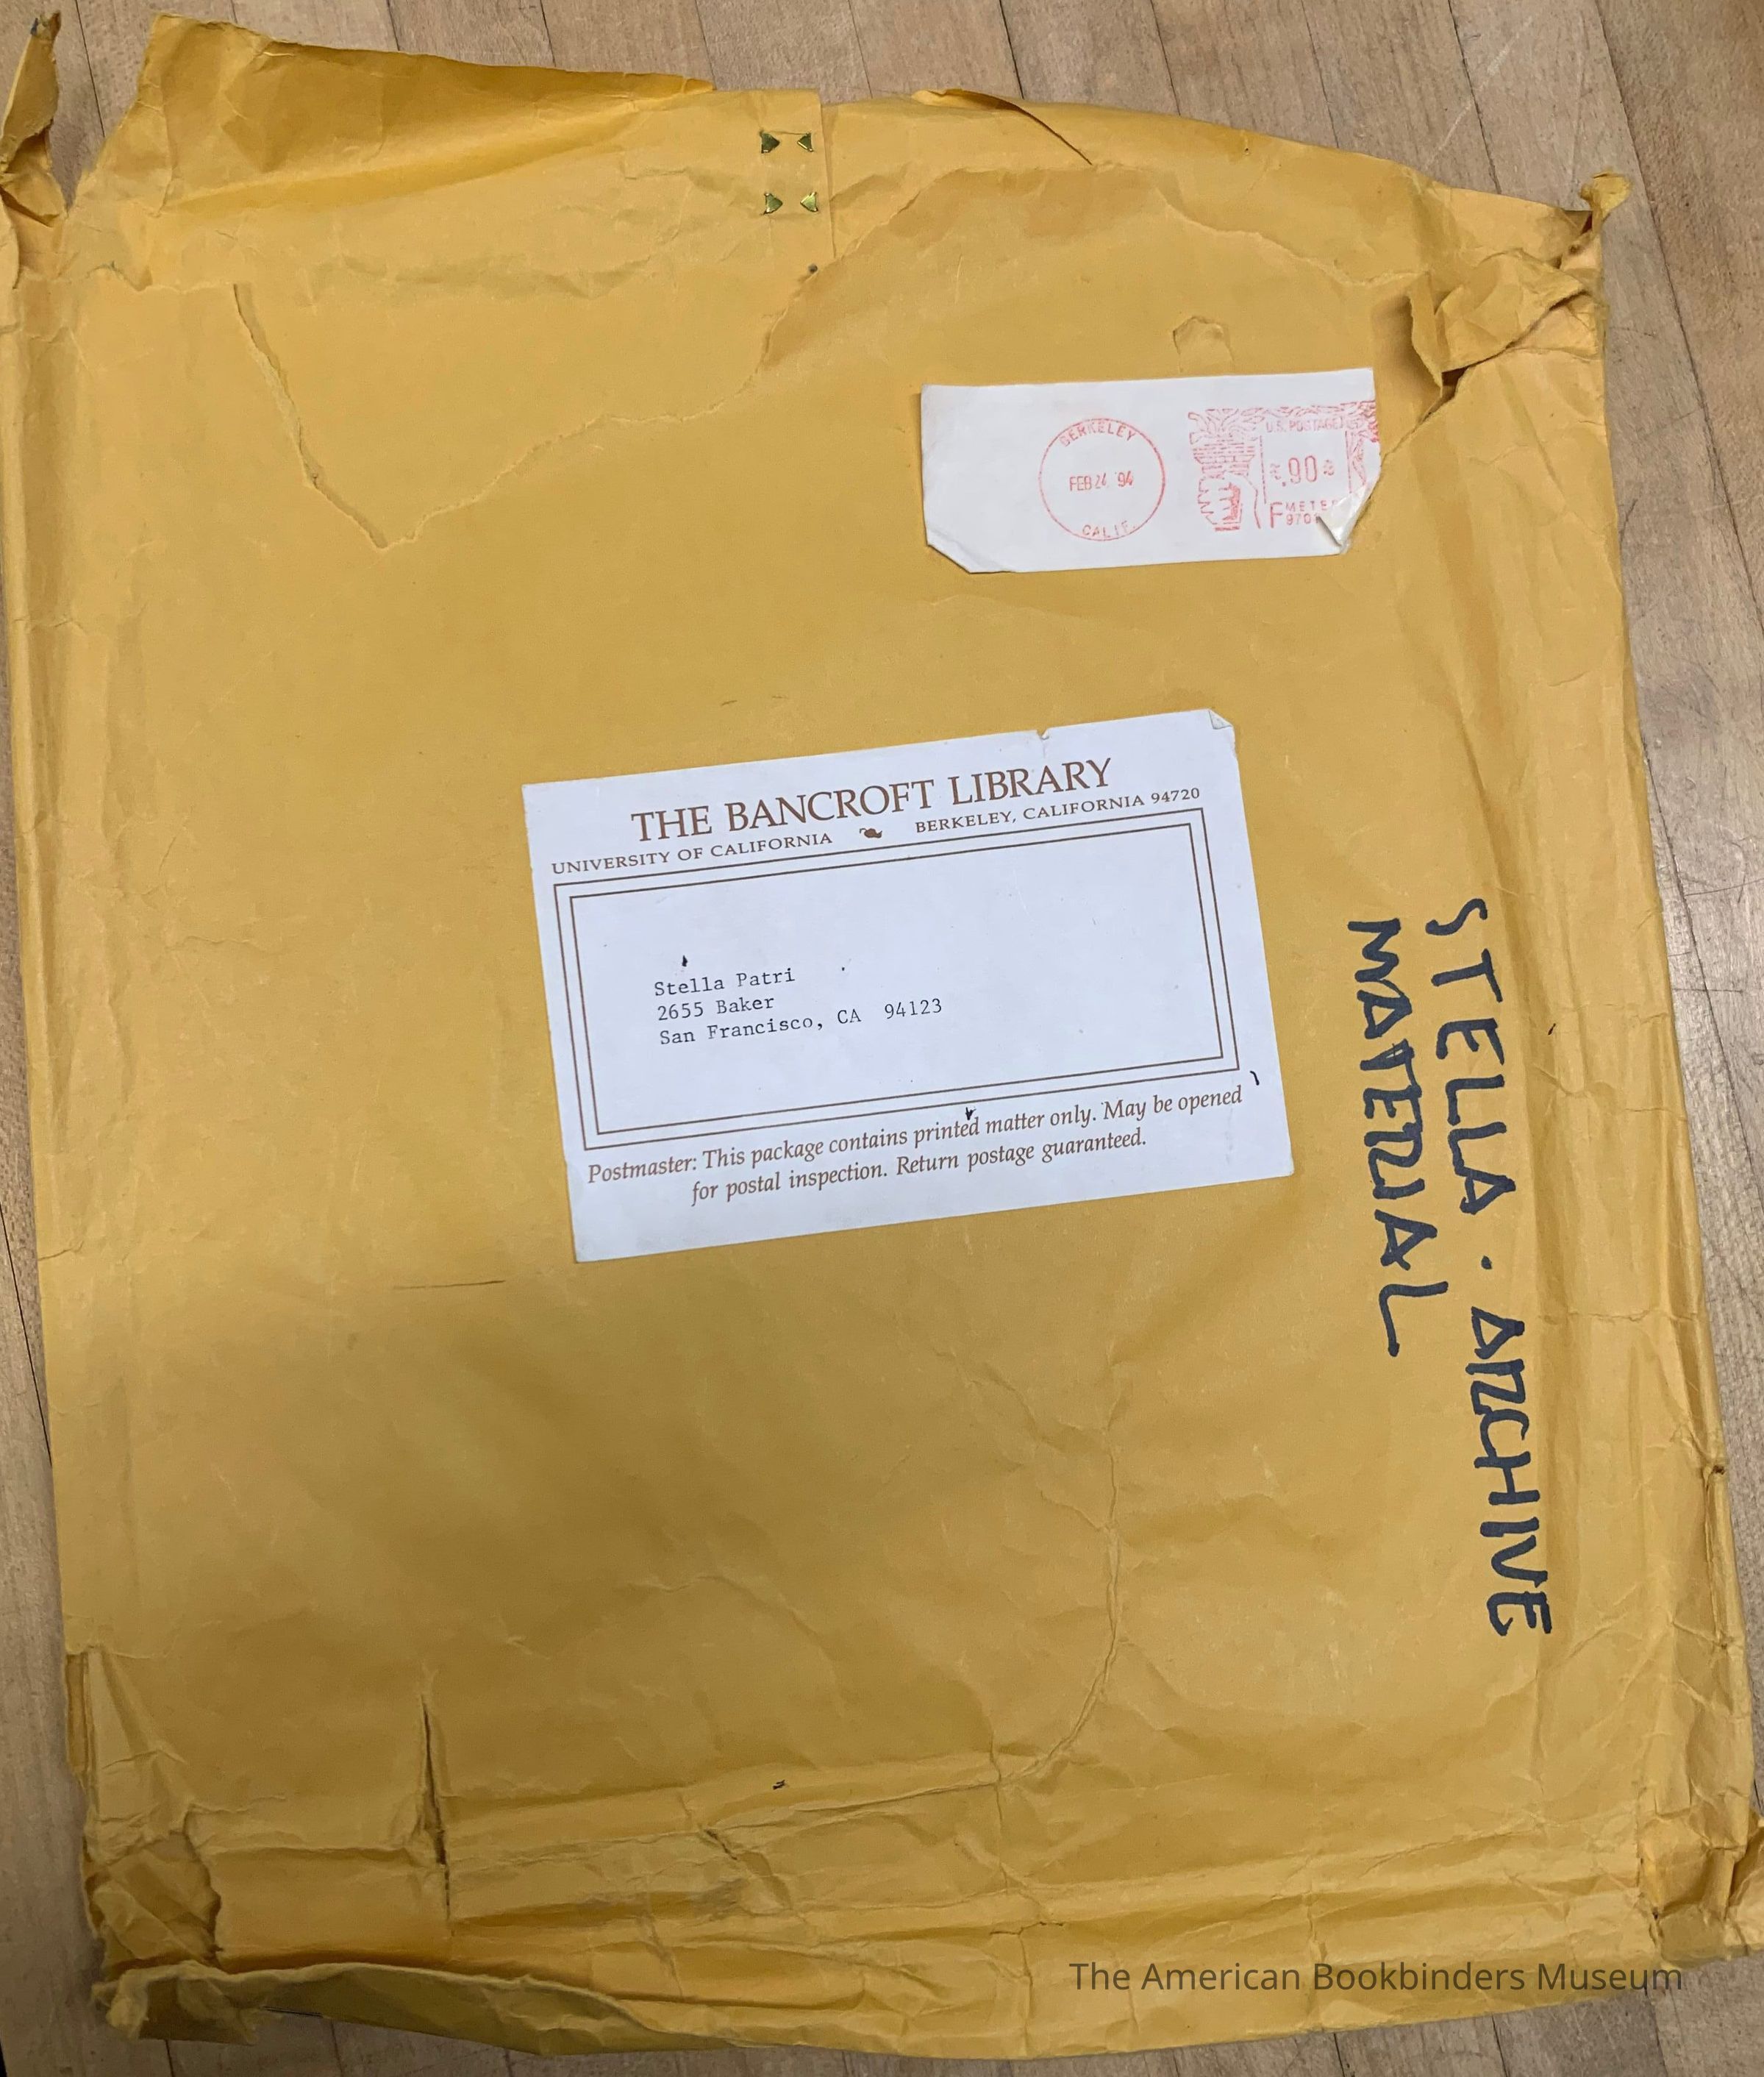 BERKELEY
FEB 24 '94
CALIF.
U.S. POSTAGE
.90
METER
THE BANCROFT LIBRARY
UNIVERSITY OF CALIFORNIA BERKELEY, CALIFORNIA 94720
Stella Patri
2655 Baker
San Francisco, CA 94123
Postmaster: This package contains printed matter only. May be opened
for postal inspection. Return postage guaranteed.
STELLA · ARCHIVE
MATERIAL
The American Bookbinders Museum